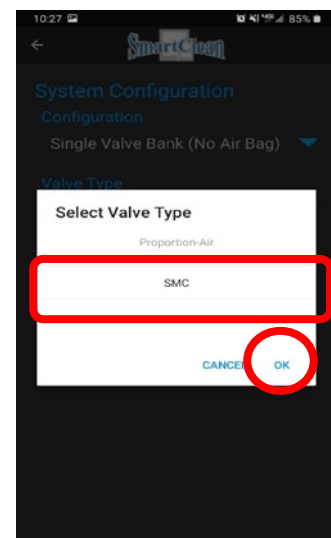 10:27 85%
SmartClean
System Configuration
Configuration
Single Valve Bank (No Air Bag)
Valve Type
Select Valve Type
Proportion-Air
SMC
CANCEL OK